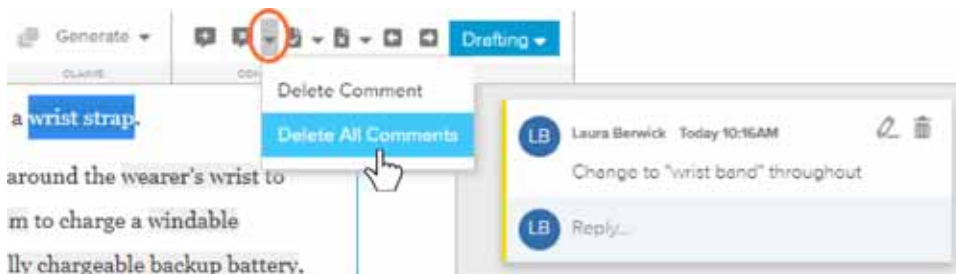 Generate
Drafting
CLAIMS
Delete Comment
Delete All Comments
a wrist strap.
around the wearer's wrist to
m to charge a windable
lly chargeable backup battery,
LB Laura Berwick Today 10:16AM
Change to "wrist band" throughout
LB Reply...